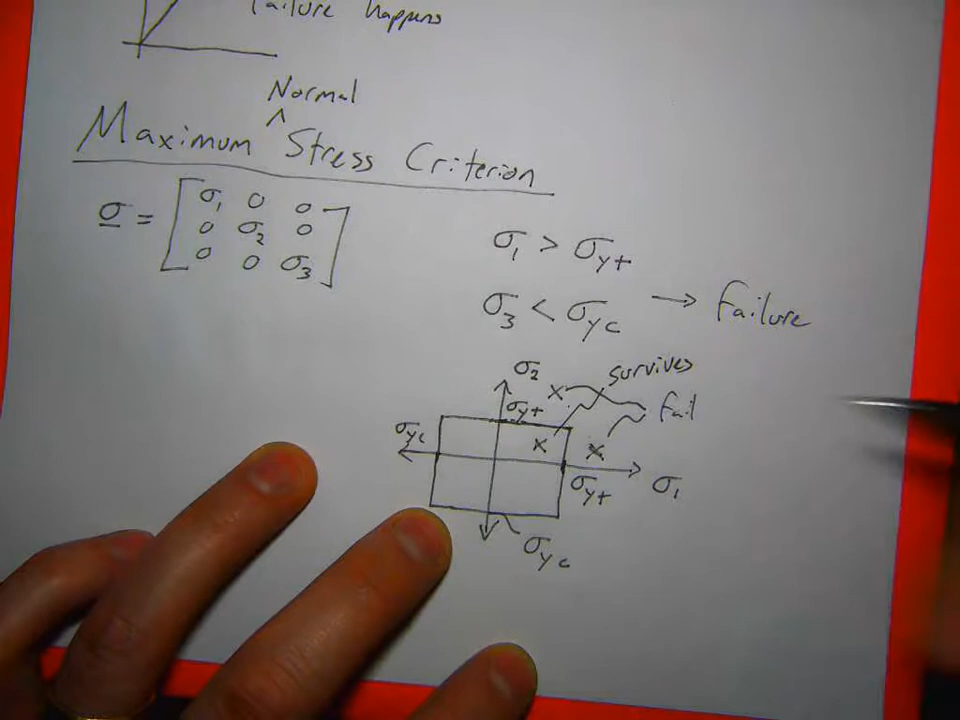 Failure happens
Normal
^
Maximum Stress Criterion
σ = [σ₁ 0 0
0 σ₂ 0
0 0 σ₃]
σ₁ > σyt
σ₃ < σyc → Failure
σ₂
survives
σyt
fail
σyc
σyt
σ₁
σyc